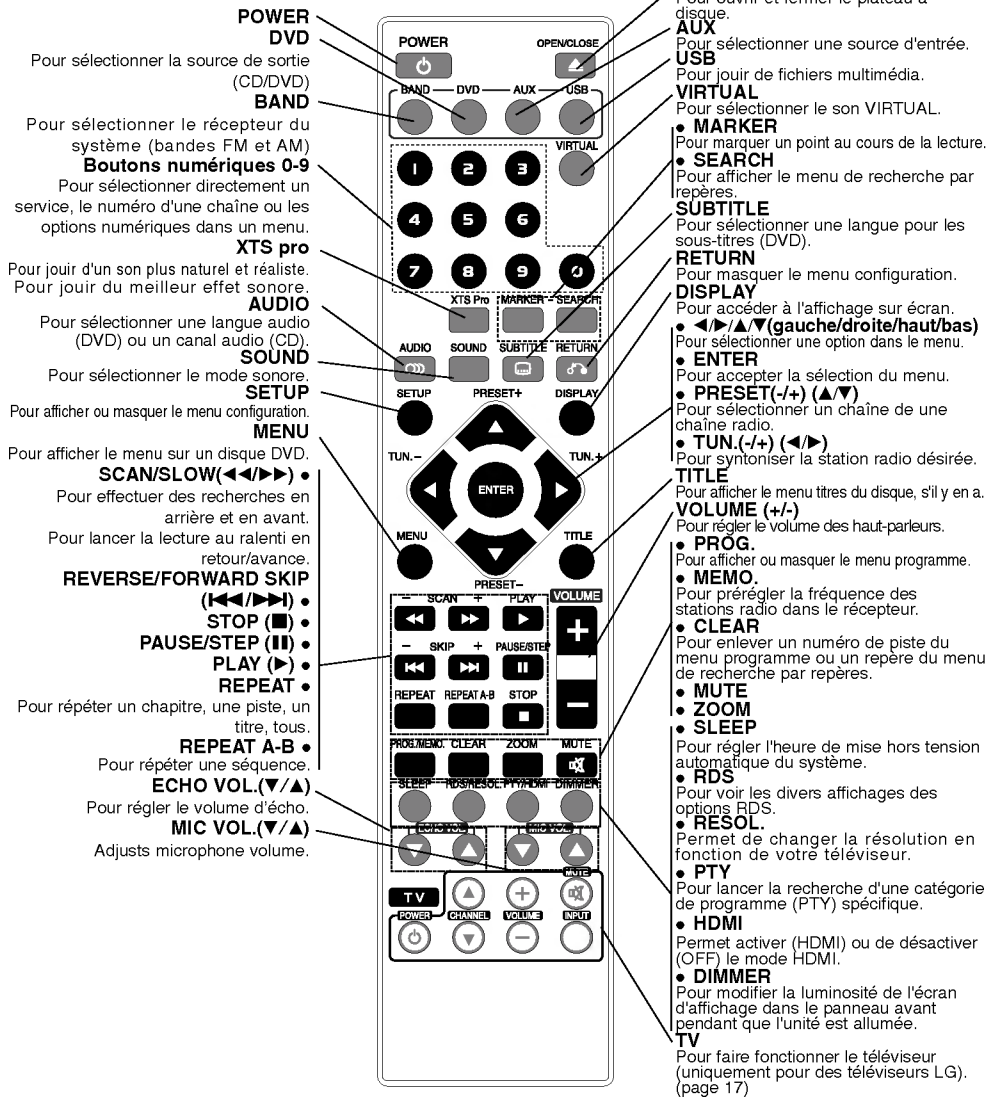 POWER
DVD
Pour sélectionner la source de sortie
(CD/DVD)
BAND
Pour sélectionner le récepteur du
système (bandes FM et AM)
Boutons numériques 0-9
Pour sélectionner directement un
service, le numéro d'une chaîne ou les
options numériques dans un menu.
XTS pro
Pour jouir d'un son plus naturel et réaliste.
Pour jouir du meilleur effet sonore.
AUDIO
Pour sélectionner une langue audio
(DVD) ou un canal audio (CD).
SOUND
Pour sélectionner le mode sonore.
SETUP
Pour afficher ou masquer le menu configuration.
MENU
Pour afficher le menu sur un disque DVD.
SCAN/SLOW(◀◀/▶▶) ●
Pour effectuer des recherches en
arrière et en avant.
Pour lancer la lecture au ralenti en
retour/avance.
REVERSE/FORWARD SKIP
(|◀◀/▶▶|) ●
STOP (■) ●
PAUSE/STEP (II) ●
PLAY (▶) ●
REPEAT ●
Pour répéter un chapitre, une piste, un
titre, tous.
REPEAT A-B ●
Pour répéter une séquence.
ECHO VOL.(▼/▲)
Pour régler le volume d'écho.
MIC VOL.(▼/▲)
Adjusts microphone volume.
POWER OPEN/CLOSE
BAND DVD AUX USB
VIRTUAL
1 2 3
4 5 6
7 8 9 0
XTS Pro MARKER SEARCH
AUDIO SOUND SUBTITLE RETURN
SETUP PRESET+ DISPLAY
TUN.– TUN.+
ENTER
MENU TITLE
PRESET–
– SCAN + PLAY VOLUME
+
– SKIP + PAUSE/STEP
REPEAT REPEAT A-B STOP
–
PROG./MEMO. CLEAR ZOOM MUTE
SLEEP RDS/RESOL. PTY/HDMI DIMMER
ECHO VOL MIC VOL
MUTE
TV
POWER CHANNEL VOLUME INPUT
Pour ouvrir et fermer le plateau à
disque.
AUX
Pour sélectionner une source d'entrée.
USB
Pour jouir de fichiers multimédia.
VIRTUAL
Pour sélectionner le son VIRTUAL.
● MARKER
Pour marquer un point au cours de la lecture.
● SEARCH
Pour afficher le menu de recherche par
repères.
SUBTITLE
Pour sélectionner une langue pour les
sous-titres (DVD).
RETURN
Pour masquer le menu configuration.
DISPLAY
Pour accéder à l'affichage sur écran.
● ◀/▶/▲/▼(gauche/droite/haut/bas)
Pour sélectionner une option dans le menu.
● ENTER
Pour accepter la sélection du menu.
● PRESET(-/+) (▲/▼)
Pour sélectionner un chaîne de une
chaîne radio.
● TUN.(-/+) (◀/▶)
Pour syntoniser la station radio désirée.
TITLE
Pour afficher le menu titres du disque, s'il y en a.
VOLUME (+/-)
Pour régler le volume des haut-parleurs.
● PROG.
Pour afficher ou masquer le menu programme.
● MEMO.
Pour prérégler la fréquence des
stations radio dans le récepteur.
● CLEAR
Pour enlever un numéro de piste du
menu programme ou un repère du menu
de recherche par repères.
● MUTE
● ZOOM
● SLEEP
Pour régler l'heure de mise hors tension
automatique du système.
● RDS
Pour voir les divers affichages des
options RDS.
● RESOL.
Permet de changer la résolution en
fonction de votre téléviseur.
● PTY
Pour lancer la recherche d'une catégorie
de programme (PTY) spécifique.
● HDMI
Permet activer (HDMI) ou de désactiver
(OFF) le mode HDMI.
● DIMMER
Pour modifier la luminosité de l'écran
d'affichage dans le panneau avant
pendant que l'unité est allumée.
TV
Pour faire fonctionner le téléviseur
(uniquement pour des téléviseurs LG).
(page 17)